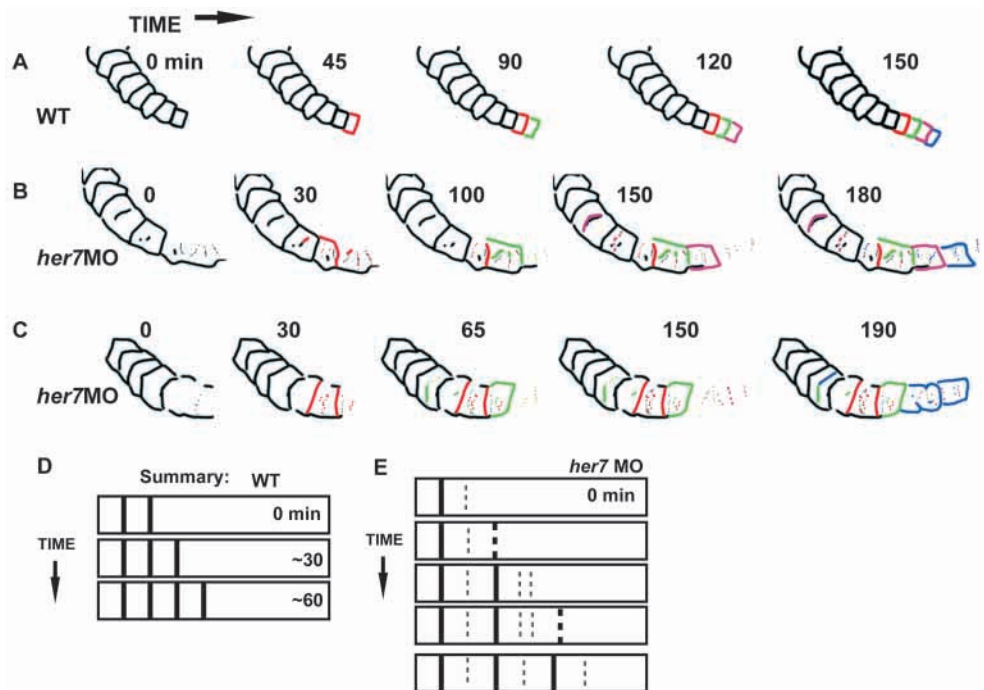 TIME
A 0 min 45 90 120 150
WT
B 0 30 100 150 180
her7MO
C 0 30 65 150 190
her7MO
D Summary: WT
0 min
TIME
~30
~60
E her7 MO
0 min
TIME